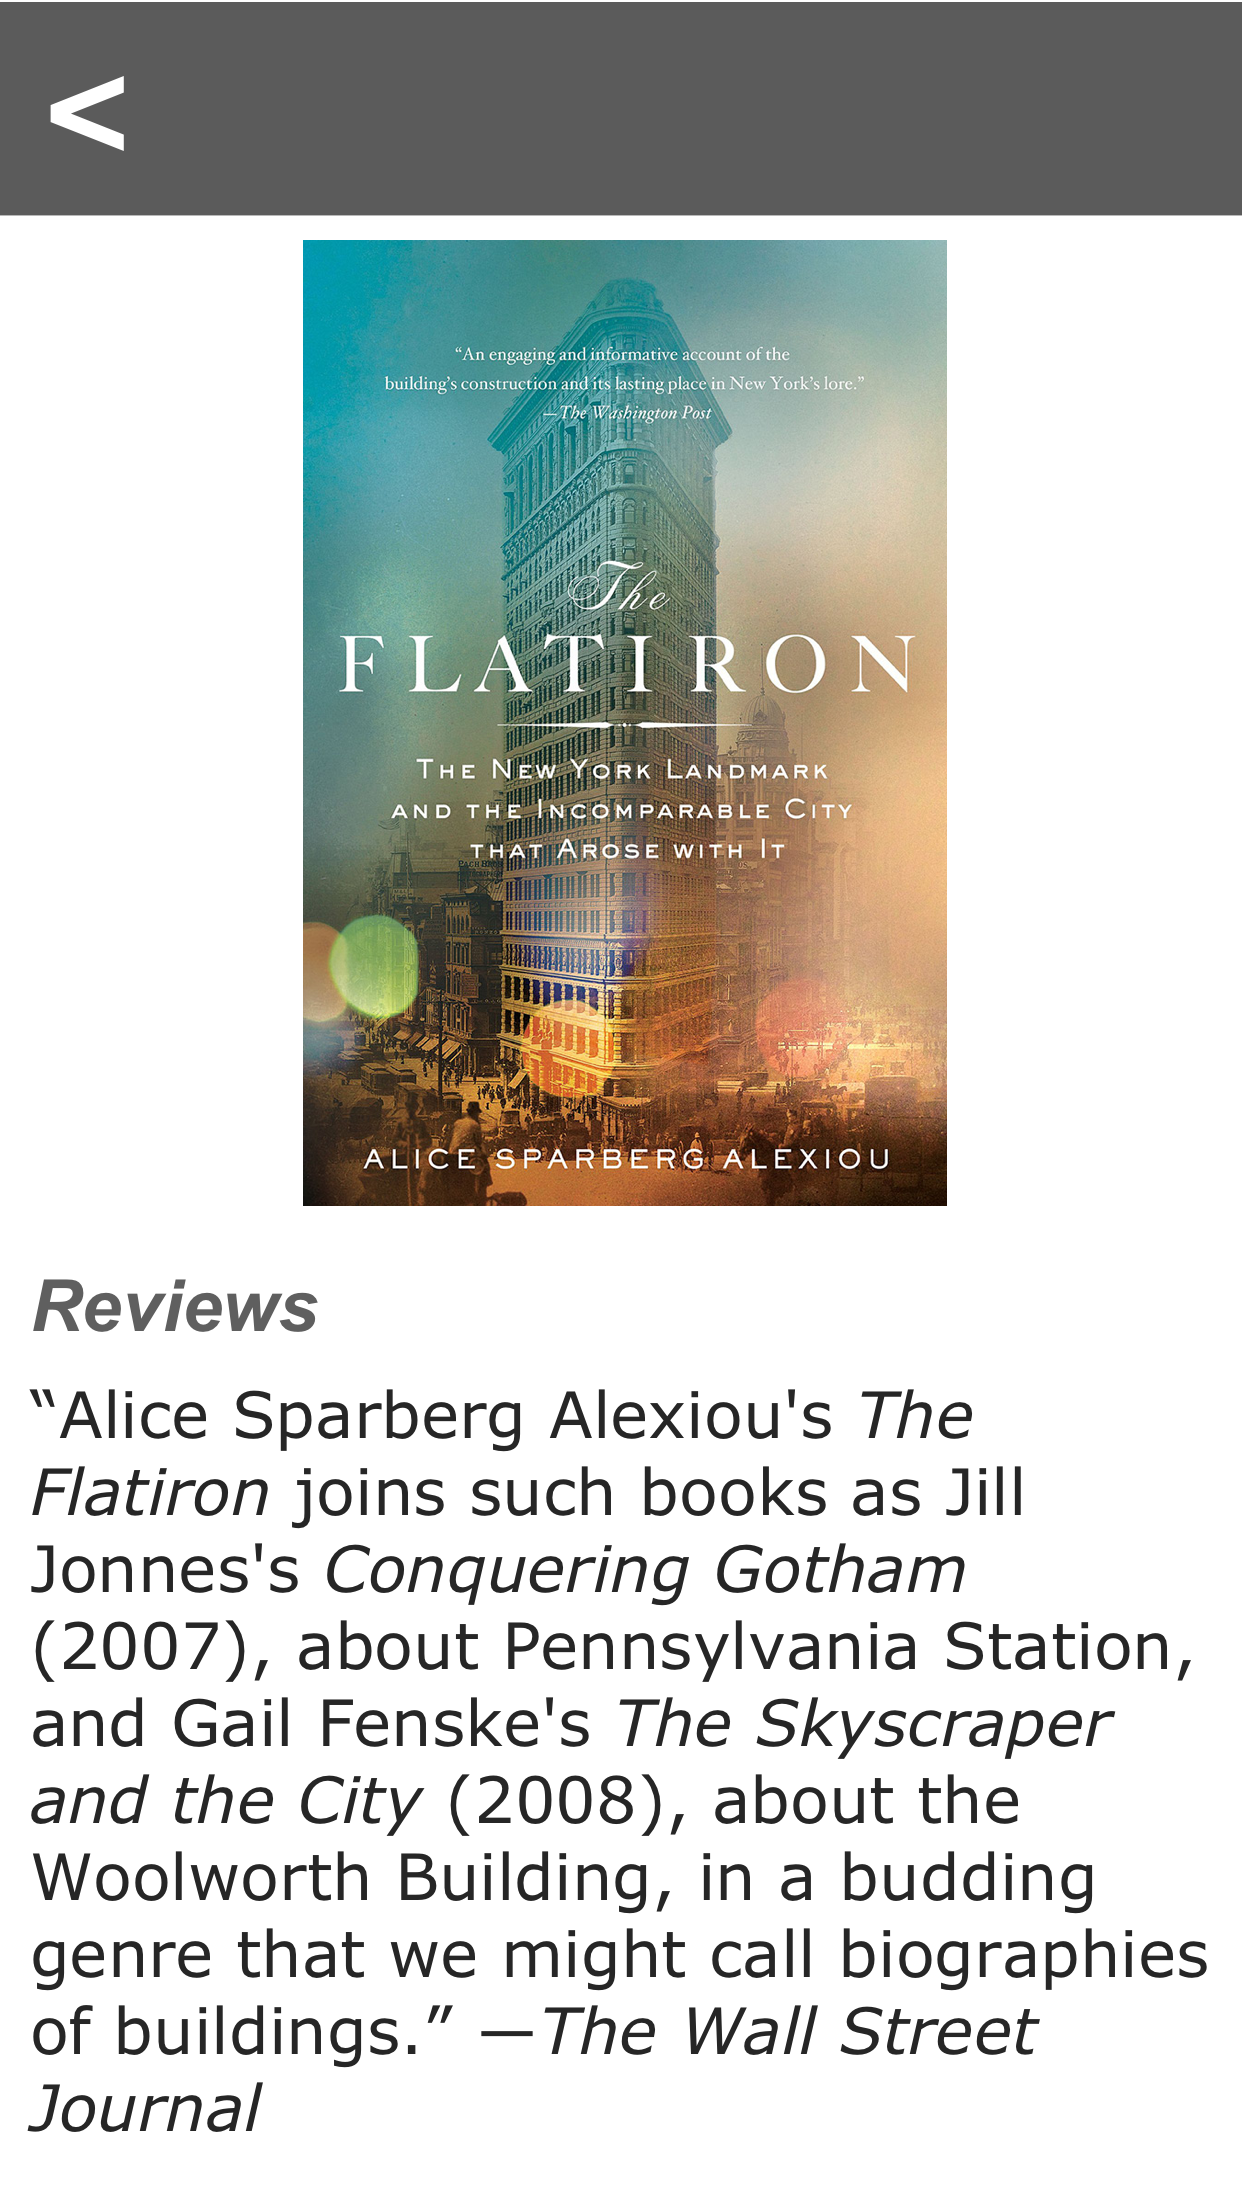 <
“An engaging and informative account of the
building’s construction and its lasting place in New York’s lore.”
—The Washington Post
The
FLATIRON
The New York Landmark
and the Incomparable City
that Arose with It
ALICE SPARBERG ALEXIOU
Reviews
“Alice Sparberg Alexiou's The
Flatiron joins such books as Jill
Jonnes's Conquering Gotham
(2007), about Pennsylvania Station,
and Gail Fenske's The Skyscraper
and the City (2008), about the
Woolworth Building, in a budding
genre that we might call biographies
of buildings.” —The Wall Street
Journal